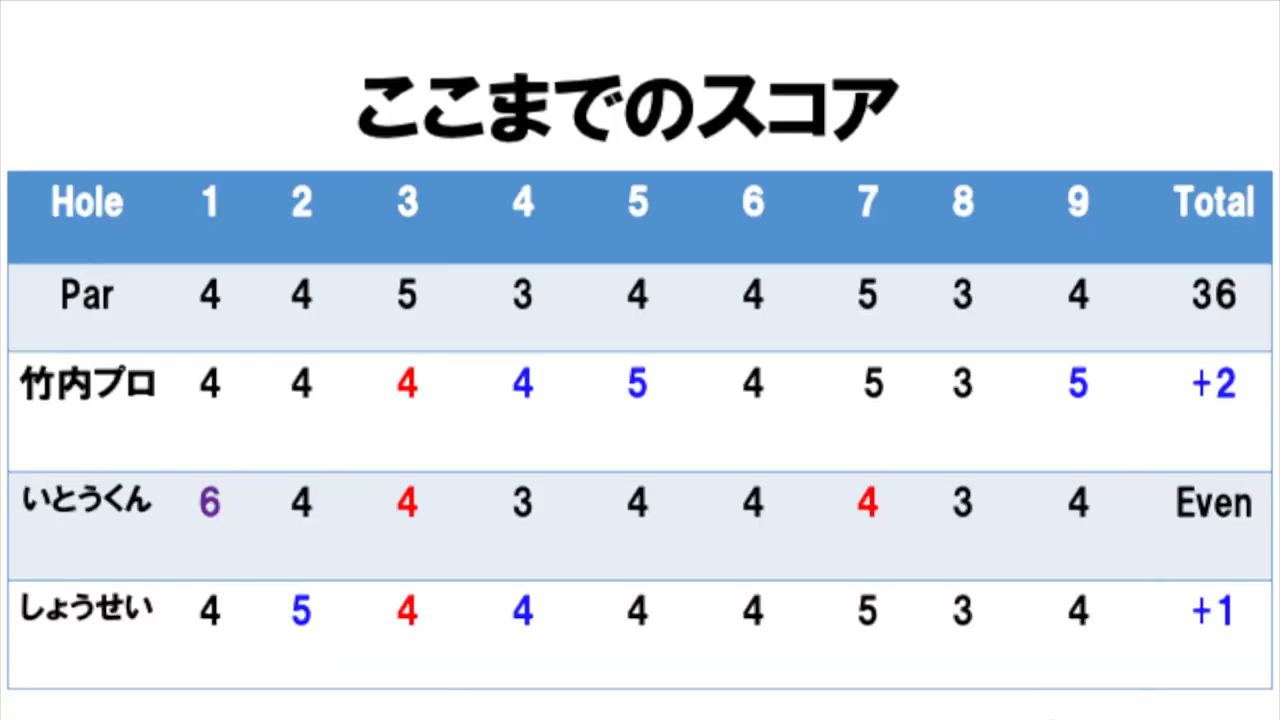 ここまでのスコア
Hole 1 2 3 4 5 6 7 8 9 Total
Par 4 4 5 3 4 4 5 3 4 36
竹内プロ 4 4 4 4 5 4 5 3 5 +2
いとうくん 6 4 4 3 4 4 4 3 4 Even
しょうせい 4 5 4 4 4 4 5 3 4 +1